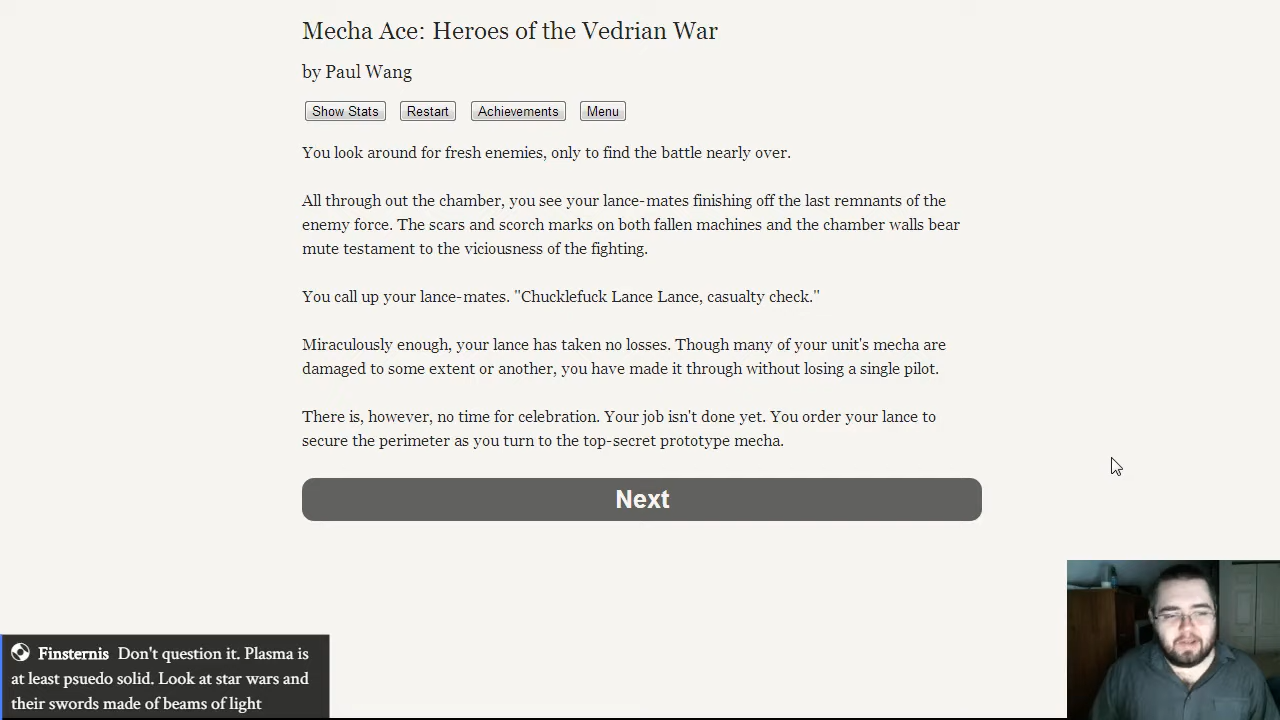 Mecha Ace: Heroes of the Vedrian War
by Paul Wang
Show Stats Restart Achievements Menu
You look around for fresh enemies, only to find the battle nearly over.
All through out the chamber, you see your lance-mates finishing off the last remnants of the
enemy force. The scars and scorch marks on both fallen machines and the chamber walls bear
mute testament to the viciousness of the fighting.
You call up your lance-mates. "Chucklefuck Lance Lance, casualty check."
Miraculously enough, your lance has taken no losses. Though many of your unit's mecha are
damaged to some extent or another, you have made it through without losing a single pilot.
There is, however, no time for celebration. Your job isn't done yet. You order your lance to
secure the perimeter as you turn to the top-secret prototype mecha.
Next
Finsternis Don't question it. Plasma is
at least psuedo solid. Look at star wars and
their swords made of beams of light